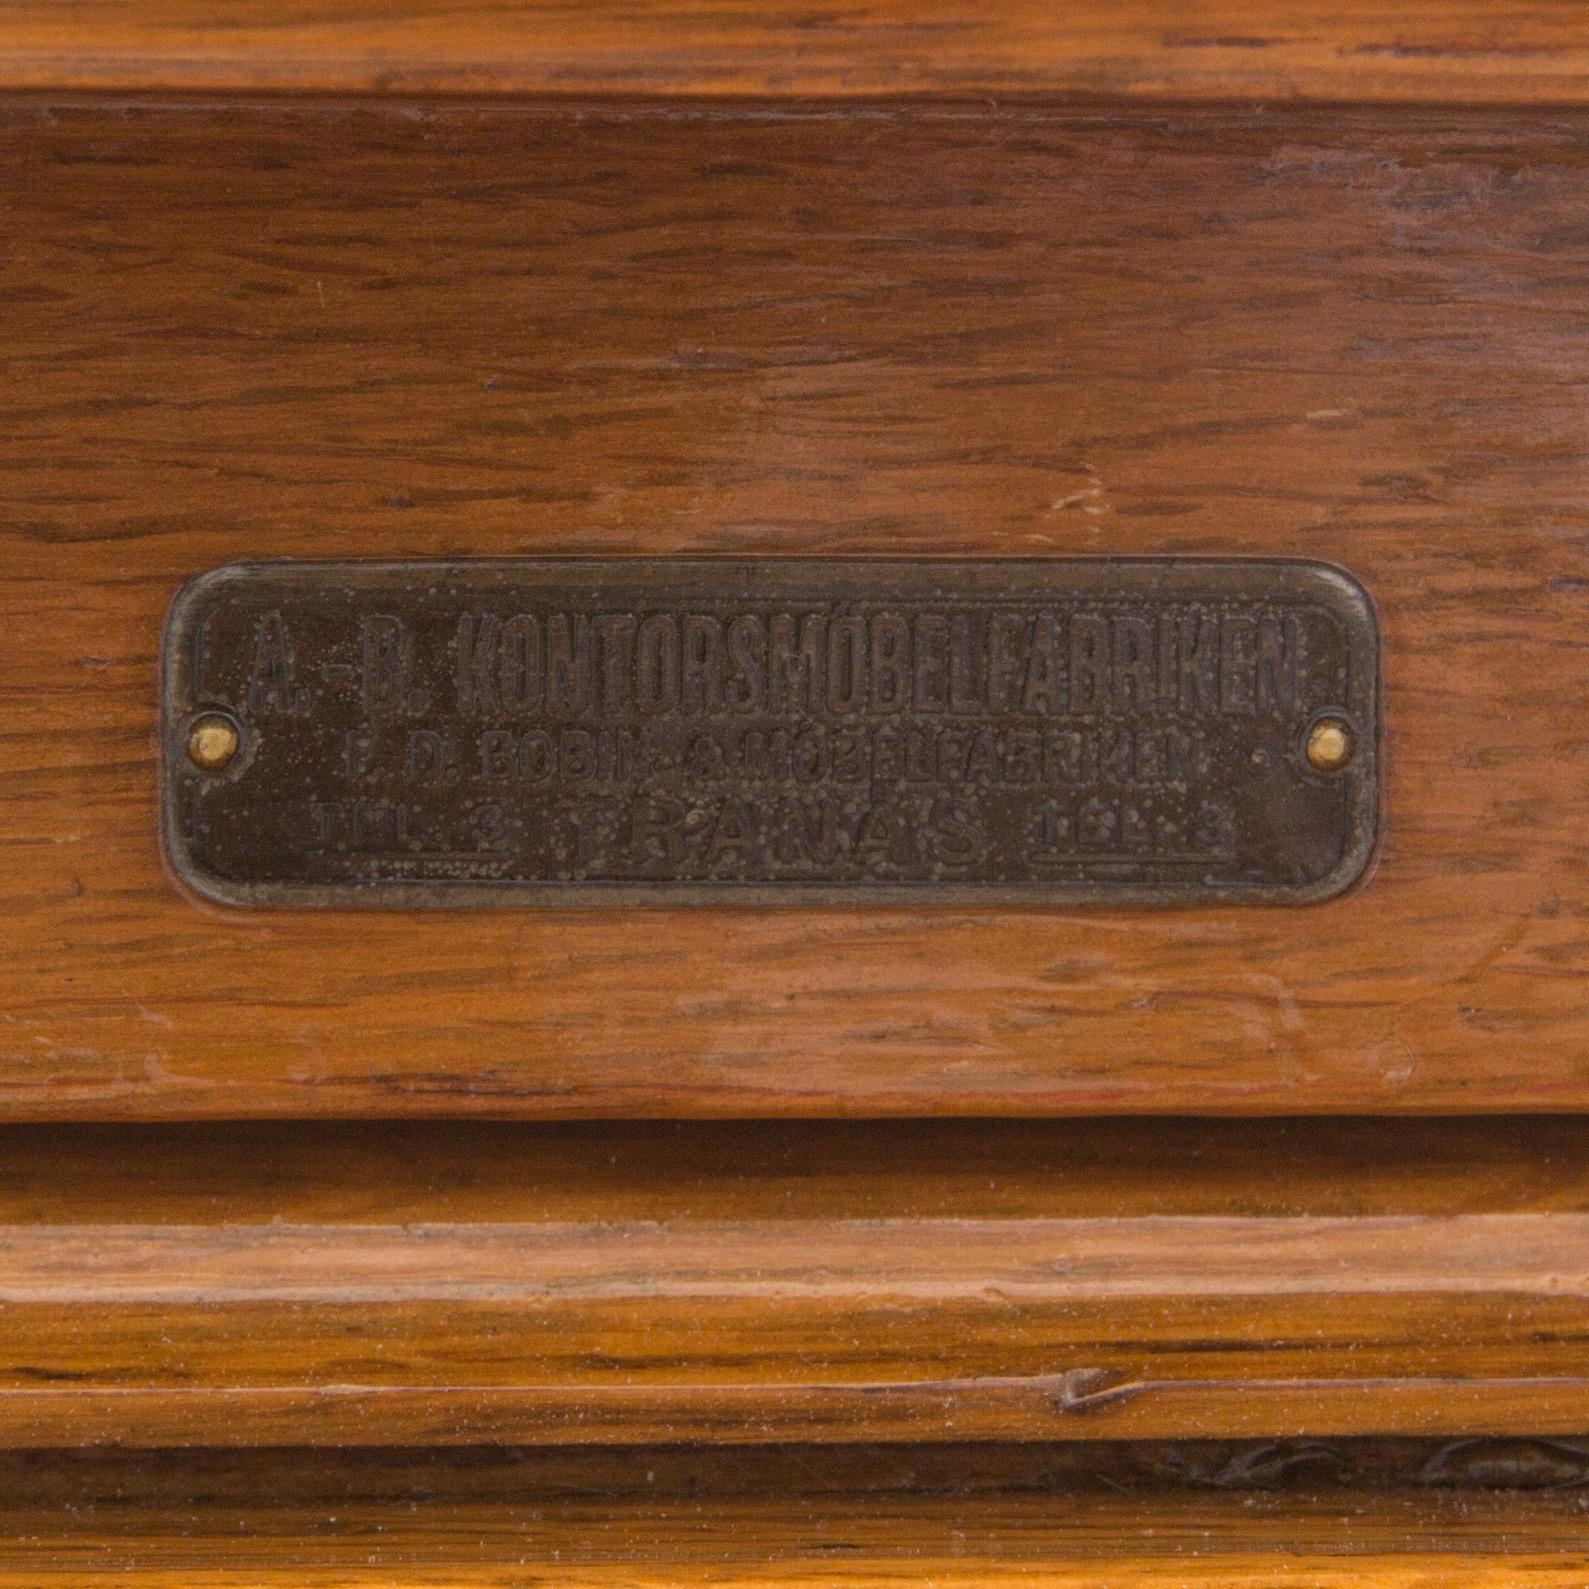 A.-B. KONTORSMÖBELFABRIKEN
F. D. BOBIN- & MÖBELFABRIKEN
TEL. 3 TRANÅS TEL. 3